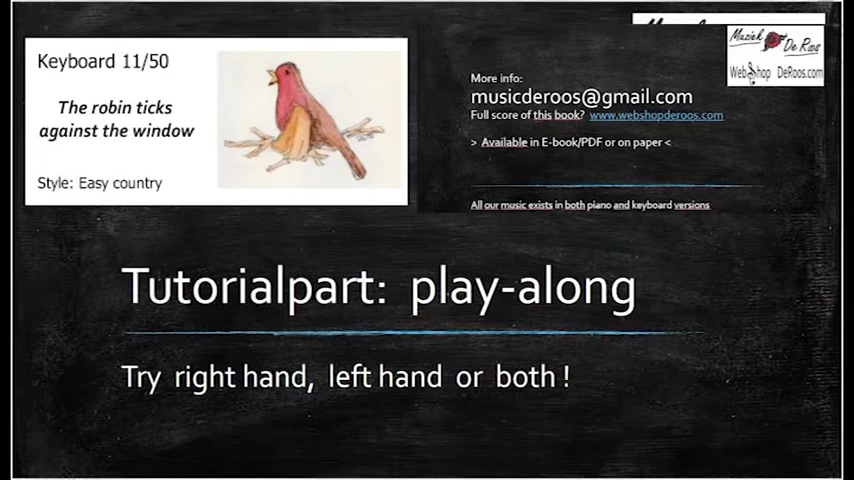 Keyboard 11/50
The robin ticks
against the window
Style: Easy country
Muziek
De Roos
WebShop DeRoos.com
More info:
musicderoos@gmail.com
Full score of this book? www.webshopderoos.com
> Available in E-book/PDF or on paper <
All our music exists in both piano and keyboard versions
Tutorialpart: play-along
Try right hand, left hand or both !